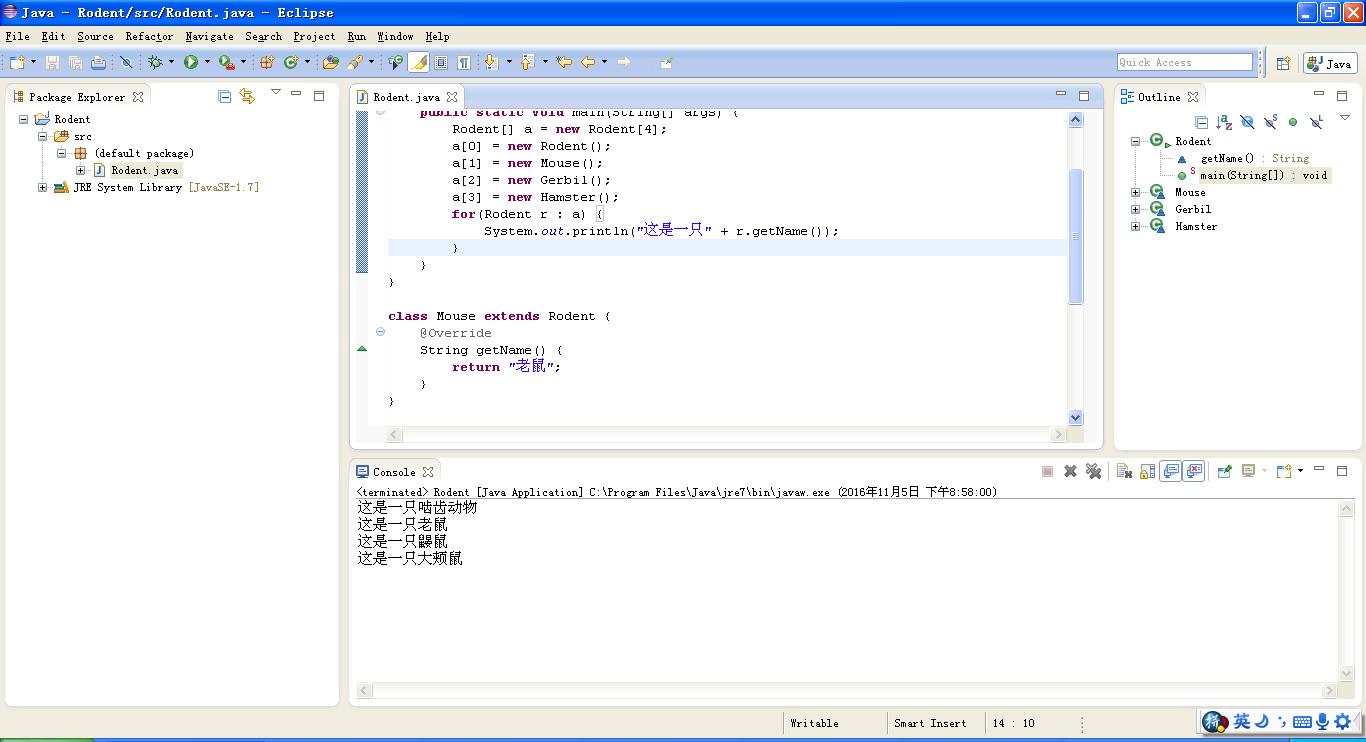 Java - Rodent/src/Rodent.java - Eclipse
File Edit Source Refactor Navigate Search Project Run Window Help
Quick Access
Java
Package Explorer
Rodent
src
(default package)
Rodent.java
JRE System Library [JavaSE-1.7]
Rodent.java
public static void main(String[] args) {
Rodent[] a = new Rodent[4];
a[0] = new Rodent();
a[1] = new Mouse();
a[2] = new Gerbil();
a[3] = new Hamster();
for(Rodent r : a) {
System.out.println("这是一只" + r.getName());
}
}
}
class Mouse extends Rodent {
@Override
String getName() {
return "老鼠";
}
}
Outline
Rodent
getName() : String
main(String[]) : void
Mouse
Gerbil
Hamster
Console
<terminated> Rodent [Java Application] C:\Program Files\Java\jre7\bin\javaw.exe (2016年11月5日 下午8:58:00)
这是一只啮齿动物
这是一只老鼠
这是一只鼹鼠
这是一只大颊鼠
Writable
Smart Insert
14 : 10
英